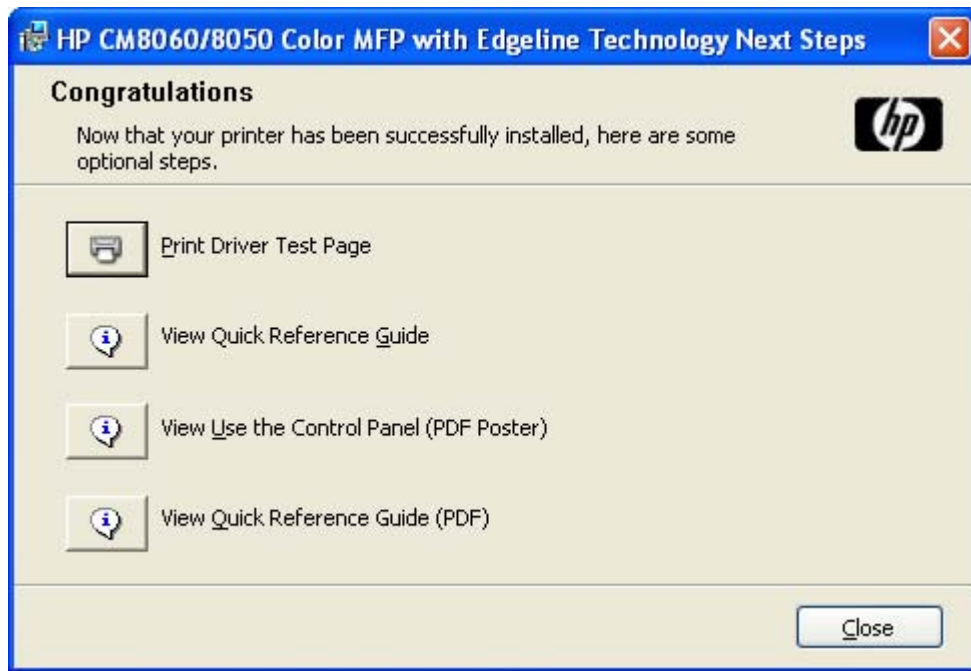 HP CM8060/8050 Color MFP with Edgeline Technology Next Steps
Congratulations
Now that your printer has been successfully installed, here are some
optional steps.
hp
Print Driver Test Page
View Quick Reference Guide
View Use the Control Panel (PDF Poster)
View Quick Reference Guide (PDF)
Close